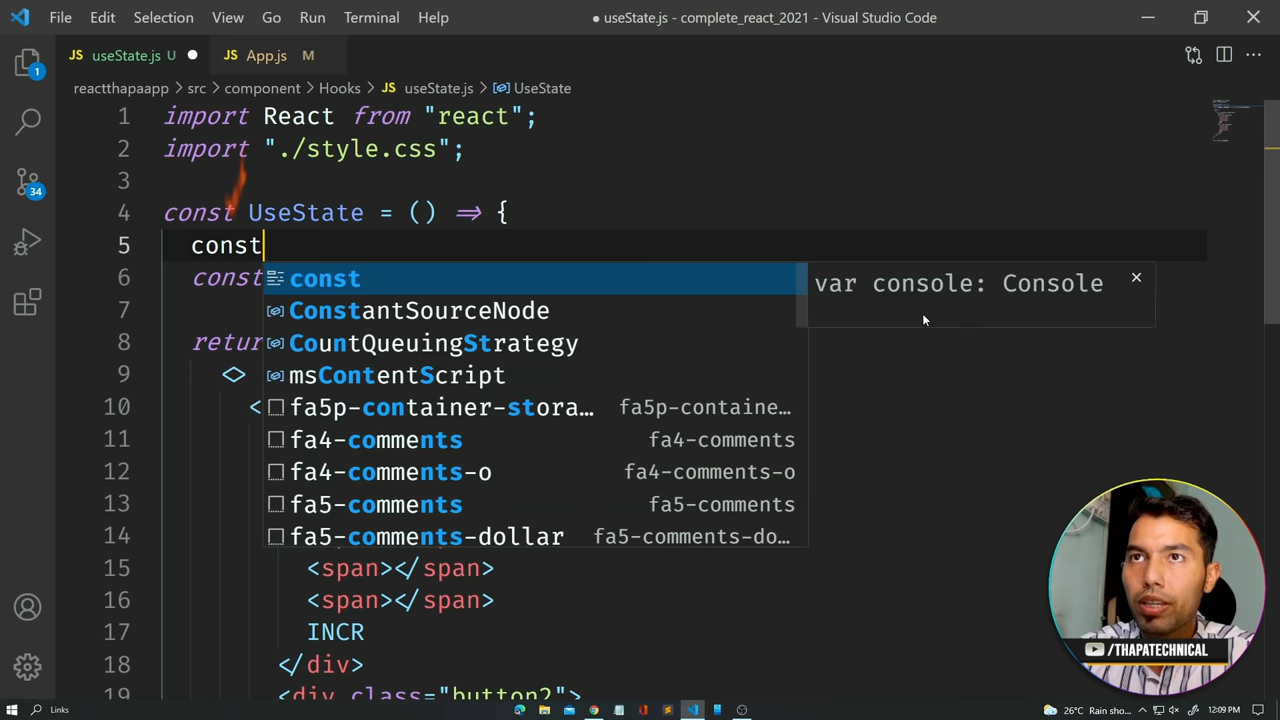 File Edit Selection View Go Run Terminal Help ● useState.js - complete_react_2021 - Visual Studio Code
JS useState.js U ● JS App.js M
reactthapaapp > src > component > Hooks > JS useState.js > UseState
1 import React from "react";
2 import "./style.css";
3
4 const UseState = () => {
5 const
6 const
7
8 retur
9 <>
10 <
11
12
13
14
15 <span></span>
16 <span></span>
17 INCR
18 </div>
19 <div class="button2">
const
ConstantSourceNode
CountQueuingStrategy
msContentScript
fa5p-container-stora… fa5p-containe…
fa4-comments fa4-comments
fa4-comments-o fa4-comments-o
fa5-comments fa5-comments
fa5-comments-dollar fa5-comments-do…
var console: Console
1
34
/THAPATECHNICAL
Links 26°C Rain sho... 12:09 PM